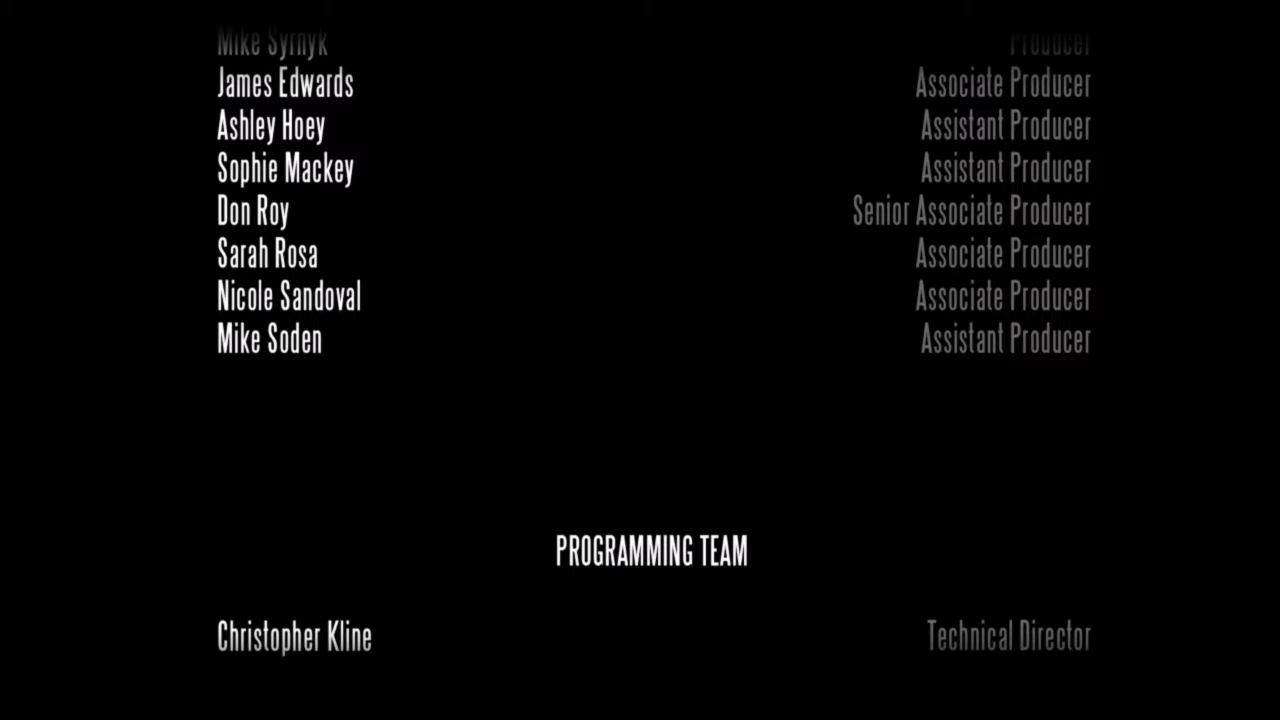 Mike Syrnyk Producer
James Edwards Associate Producer
Ashley Hoey Assistant Producer
Sophie Mackey Assistant Producer
Don Roy Senior Associate Producer
Sarah Rosa Associate Producer
Nicole Sandoval Associate Producer
Mike Soden Assistant Producer
PROGRAMMING TEAM
Christopher Kline Technical Director